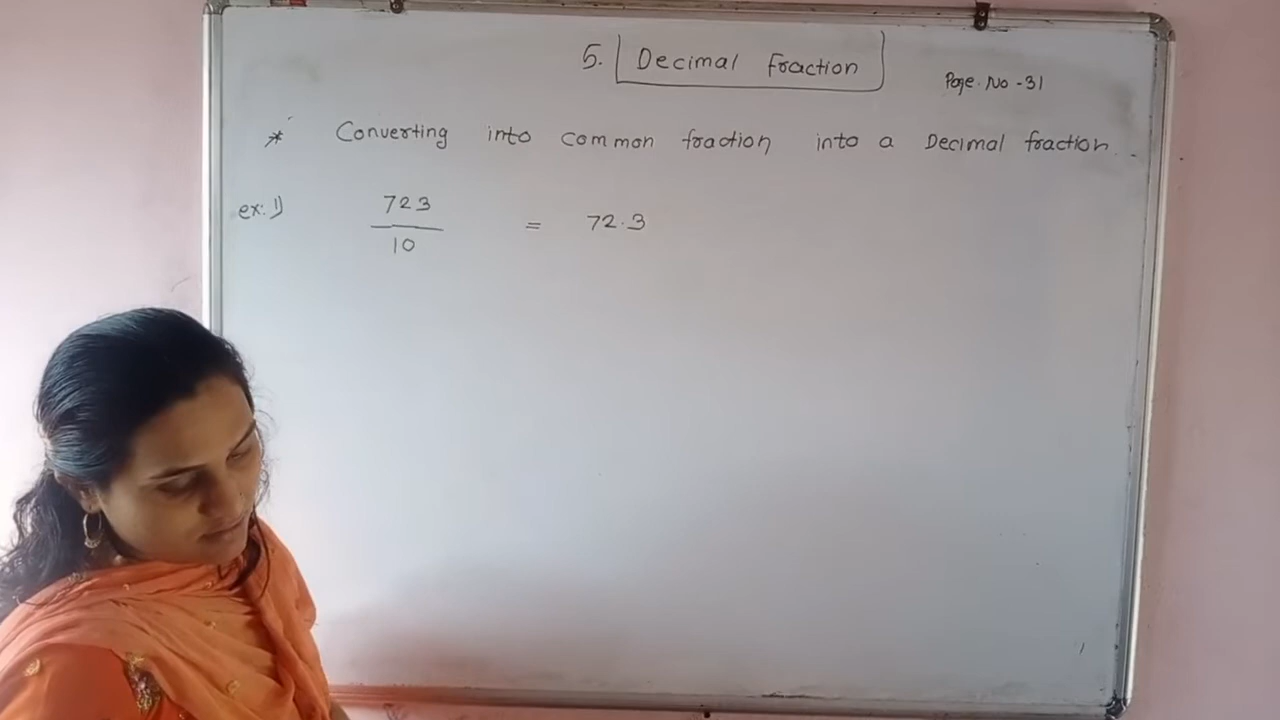 5. Decimal fraction
Page. No - 31
* Converting into common fraction into a Decimal fraction.
ex: 1) 723/10 = 72.3